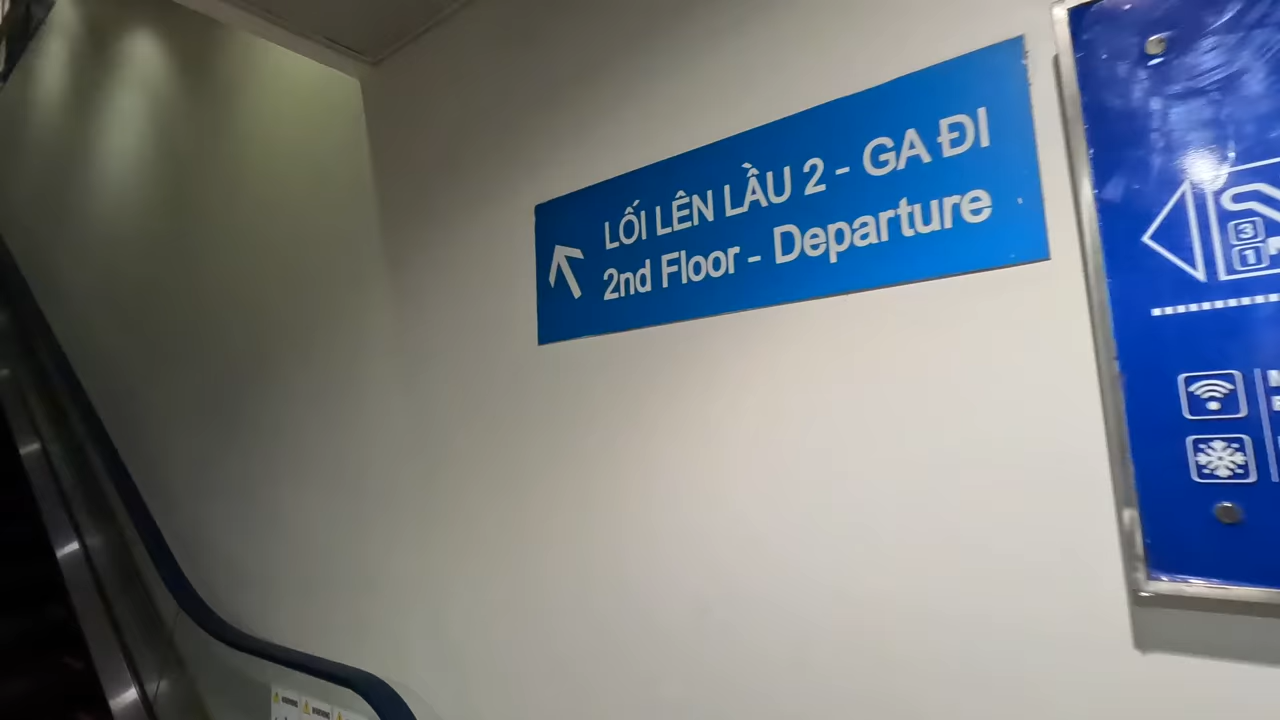 LỐI LÊN LẦU 2 - GA ĐI
2nd Floor - Departure
3
1